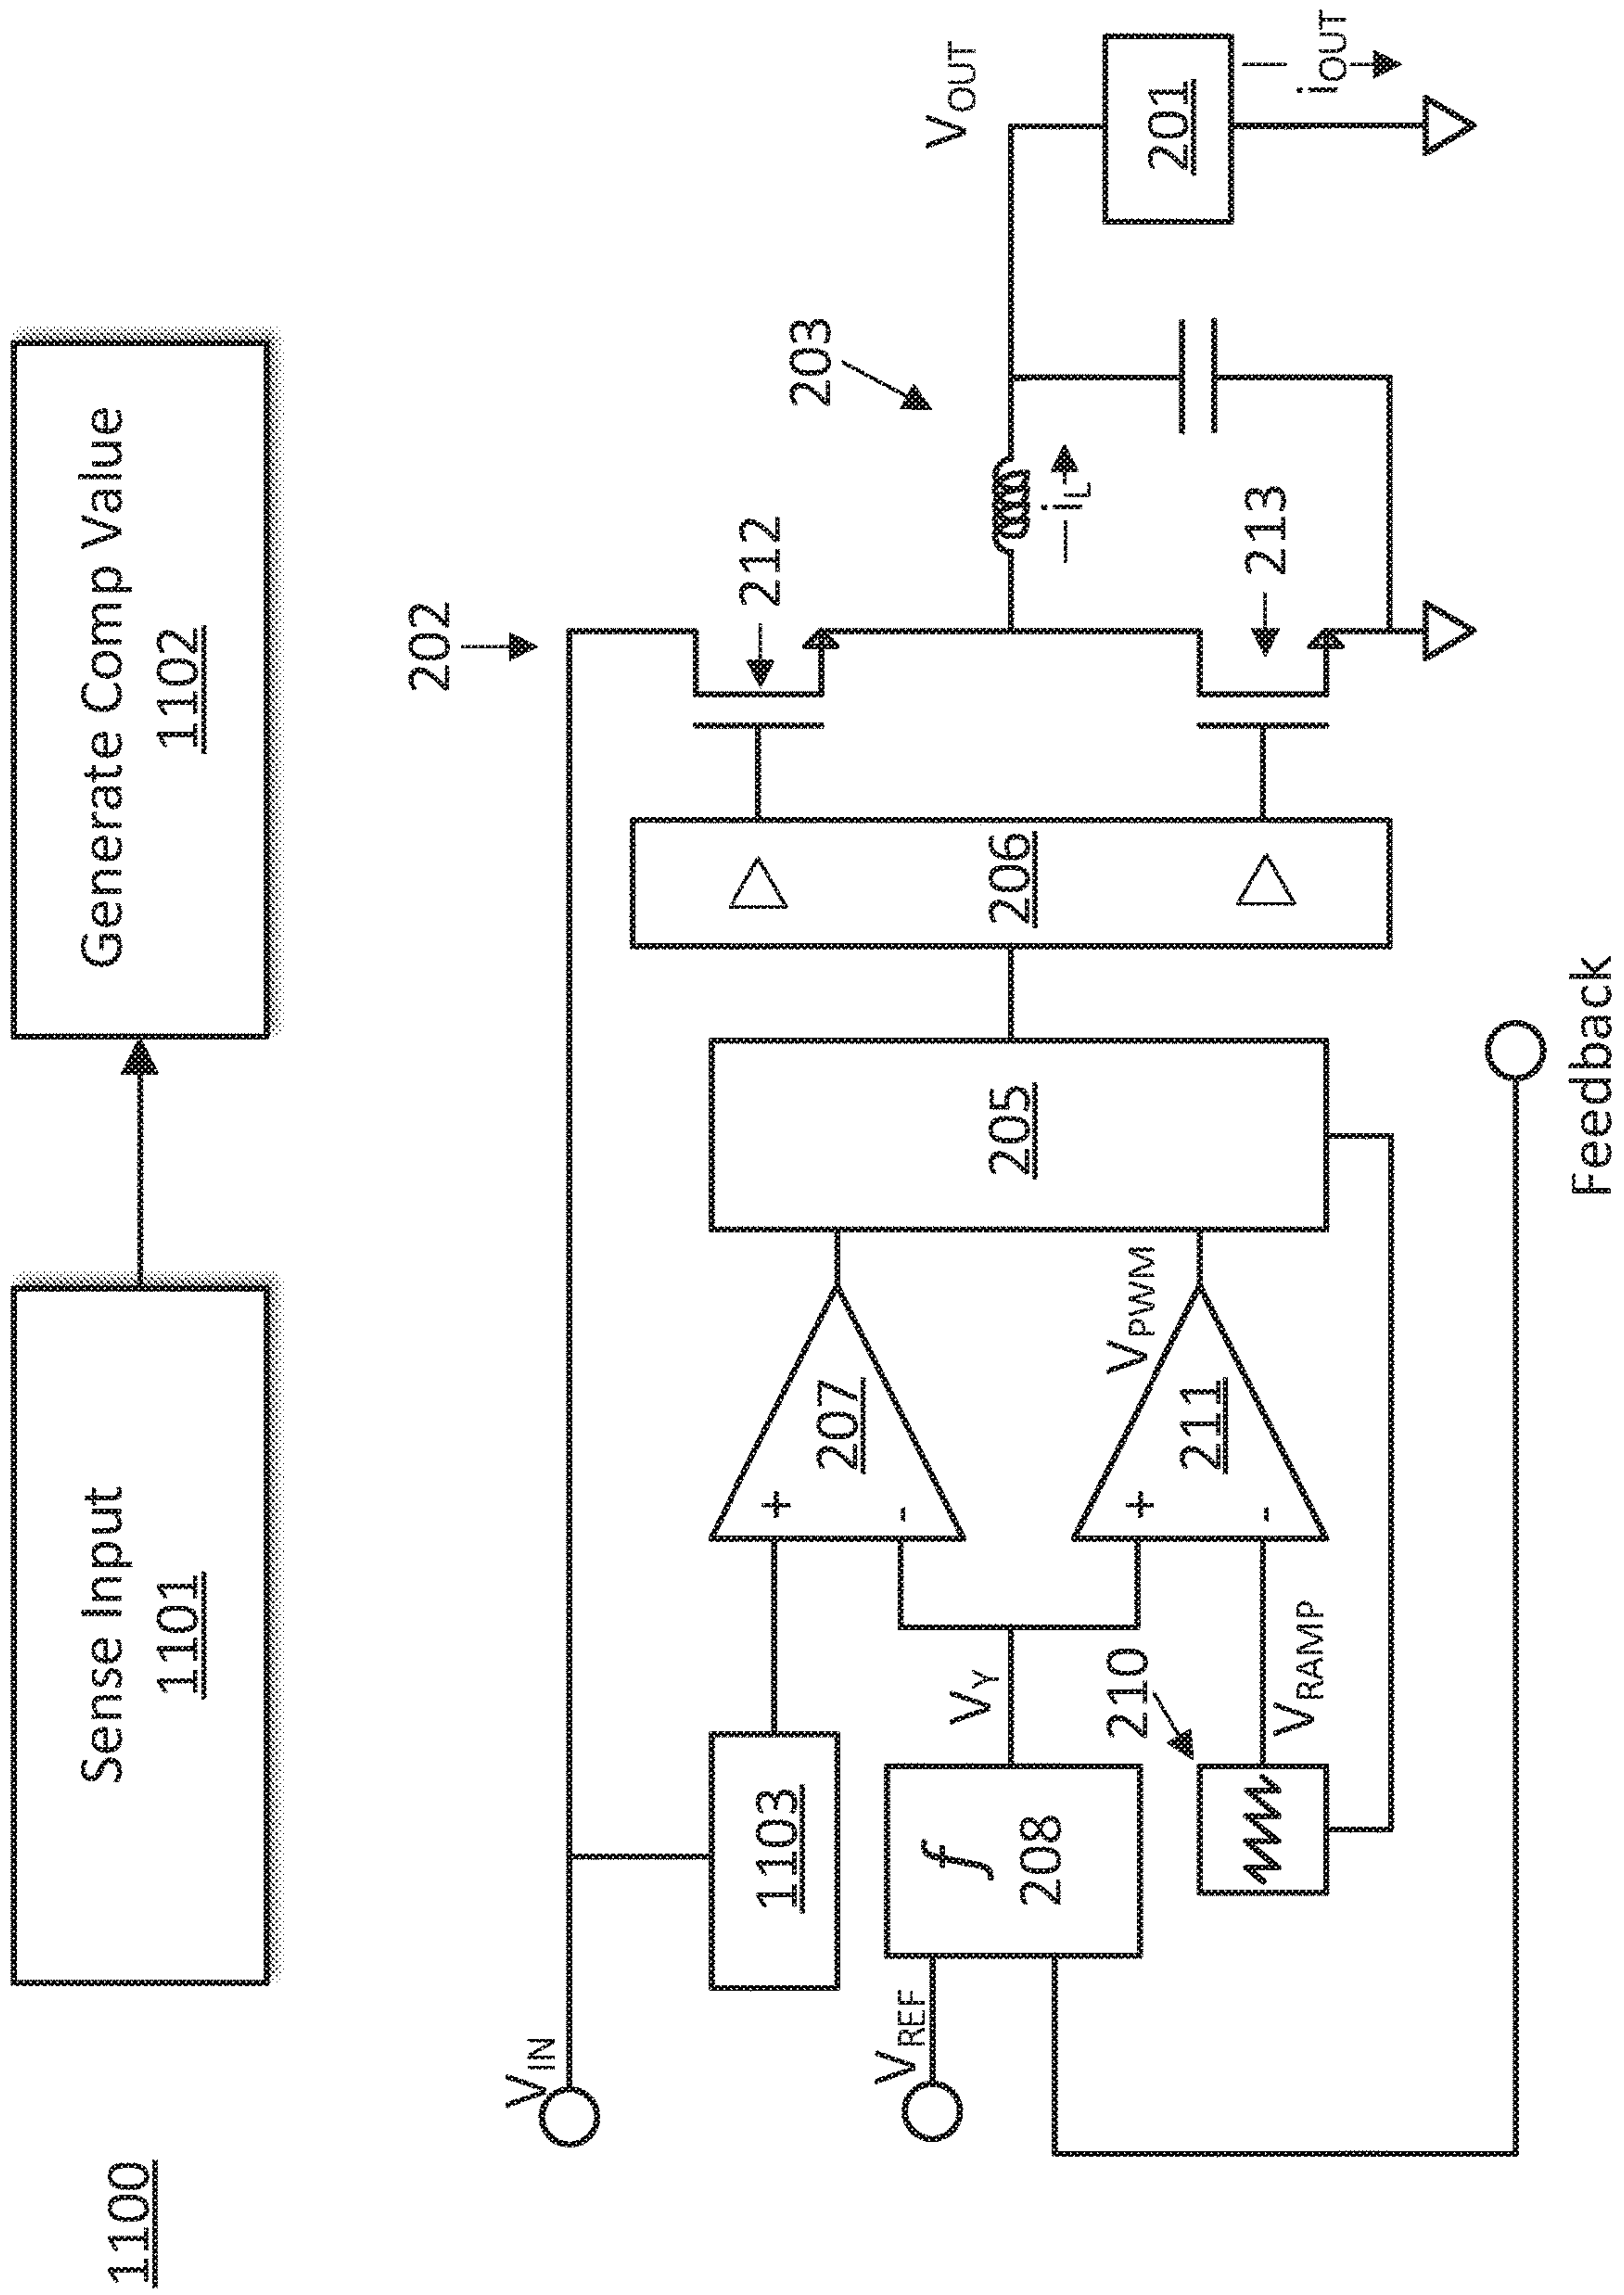 1100
Sense Input
1101
Generate Comp Value
1102
VIN
202
203
212
VOUT
1103
207
+
-
205
206
iL
201
iOUT
VREF
f
208
VY
VPWM
211
+
-
213
210
VRAMP
Feedback